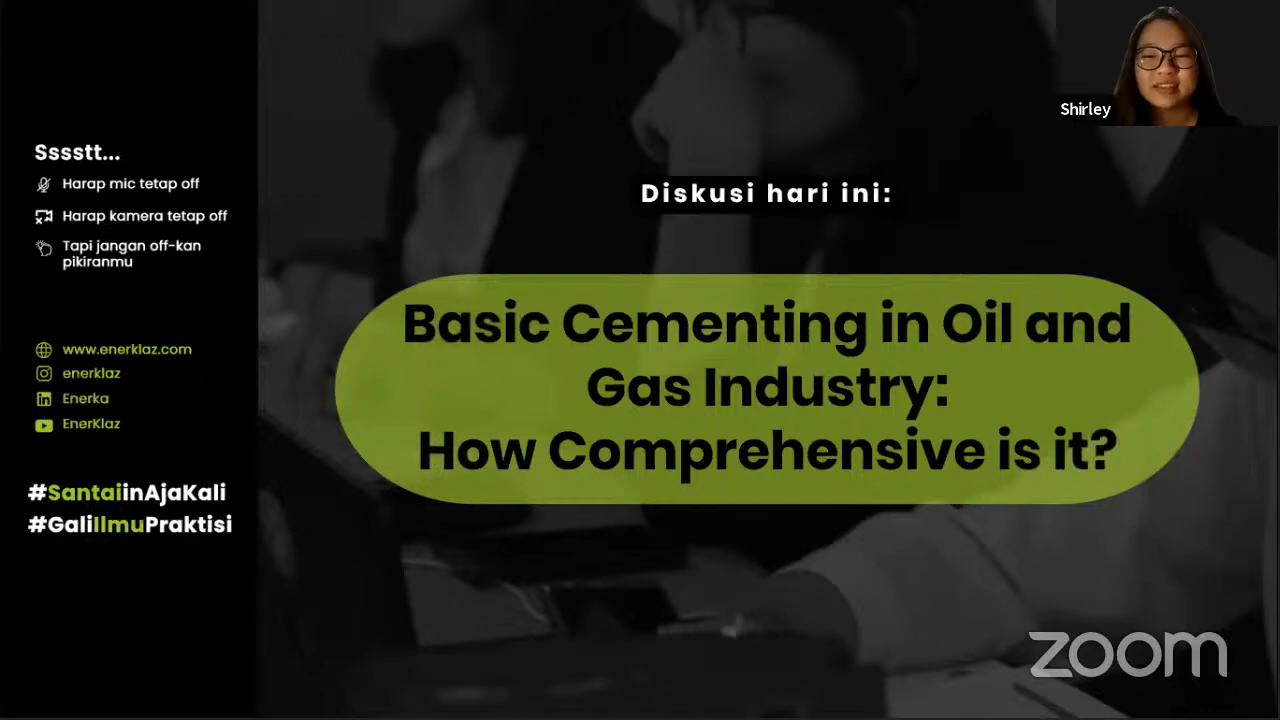 Sssstt...
Harap mic tetap off
Harap kamera tetap off
Tapi jangan off-kan
pikiranmu
www.enerklaz.com
enerklaz
Enerka
EnerKlaz
#SantaiinAjaKali
#GaliIlmuPraktisi
Diskusi hari ini:
Basic Cementing in Oil and
Gas Industry:
How Comprehensive is it?
Shirley
zoom